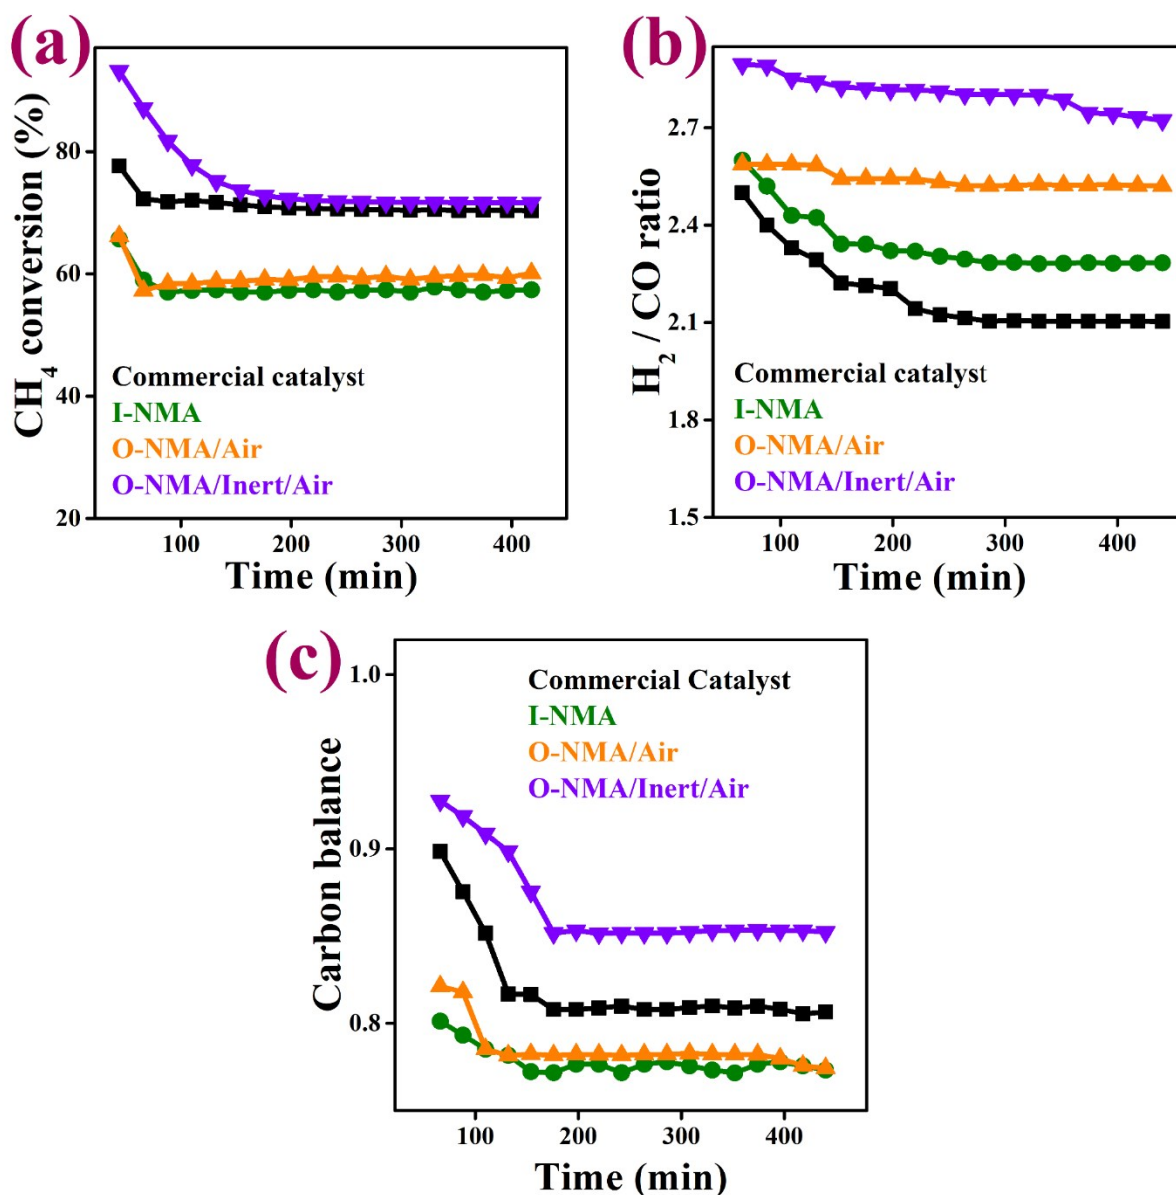 (a)
CH4 conversion (%)
80
60
40
20
Commercial catalyst
I-NMA
O-NMA/Air
O-NMA/Inert/Air
100 200 300 400
Time (min)
(b)
H2 / CO ratio
2.7
2.4
2.1
1.8
1.5
Commercial catalyst
I-NMA
O-NMA/Air
O-NMA/Inert/Air
100 200 300 400
Time (min)
(c)
Carbon balance
1.0
0.9
0.8
Commercial Catalyst
I-NMA
O-NMA/Air
O-NMA/Inert/Air
100 200 300 400
Time (min)